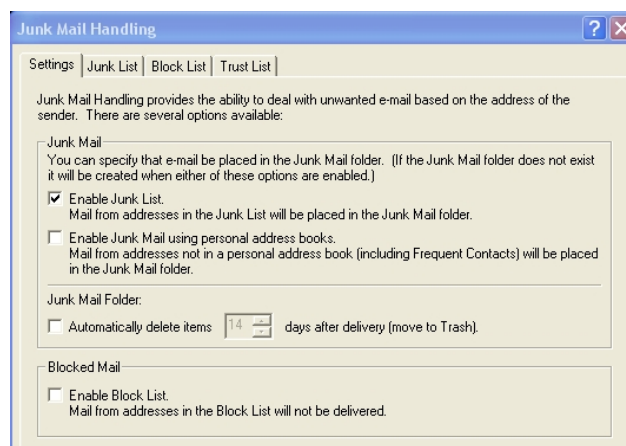 Junk Mail Handling
Settings Junk List Block List Trust List
Junk Mail Handling provides the ability to deal with unwanted e-mail based on the address of the
sender. There are several options available:
Junk Mail
You can specify that e-mail be placed in the Junk Mail folder. (If the Junk Mail folder does not exist
it will be created when either of these options are enabled.)
Enable Junk List.
Mail from addresses in the Junk List will be placed in the Junk Mail folder.
Enable Junk Mail using personal address books.
Mail from addresses not in a personal address book (including Frequent Contacts) will be placed
in the Junk Mail folder.
Junk Mail Folder:
Automatically delete items 14 days after delivery (move to Trash).
Blocked Mail
Enable Block List.
Mail from addresses in the Block List will not be delivered.